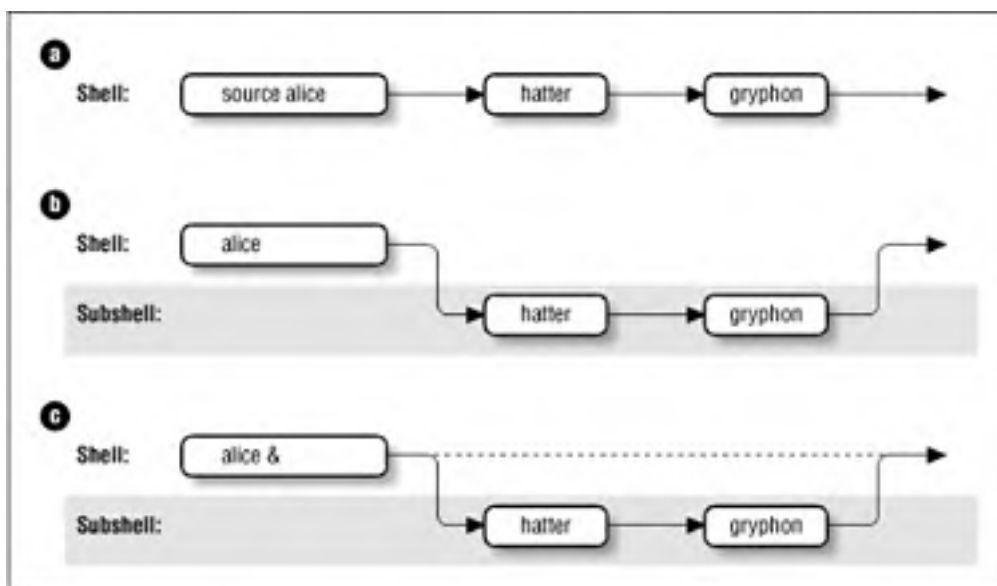 a
Shell: source alice hatter gryphon
b
Shell: alice
Subshell: hatter gryphon
c
Shell: alice &
Subshell: hatter gryphon